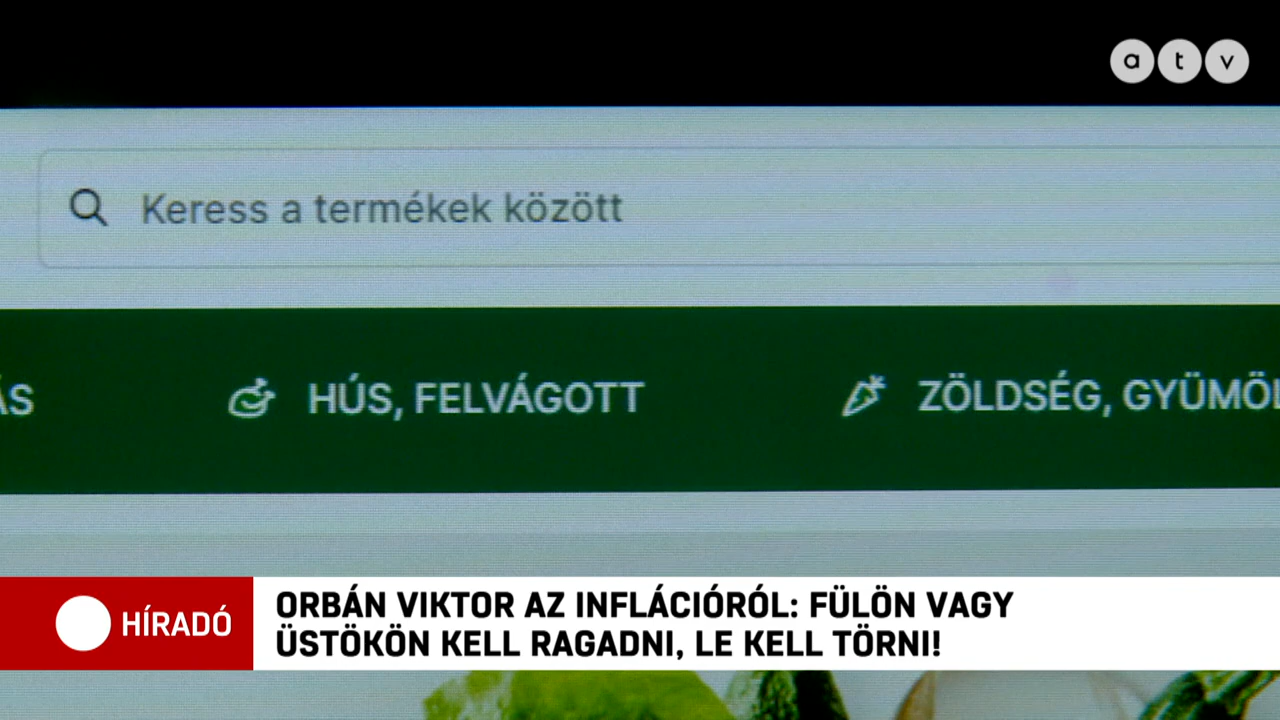 atv
Keress a termékek között
ÁS
HÚS, FELVÁGOTT
ZÖLDSÉG, GYÜMÖL
HÍRADÓ
ORBÁN VIKTOR AZ INFLÁCIÓRÓL: FÜLÖN VAGY
ÜSTÖKÖN KELL RAGADNI, LE KELL TÖRNI!